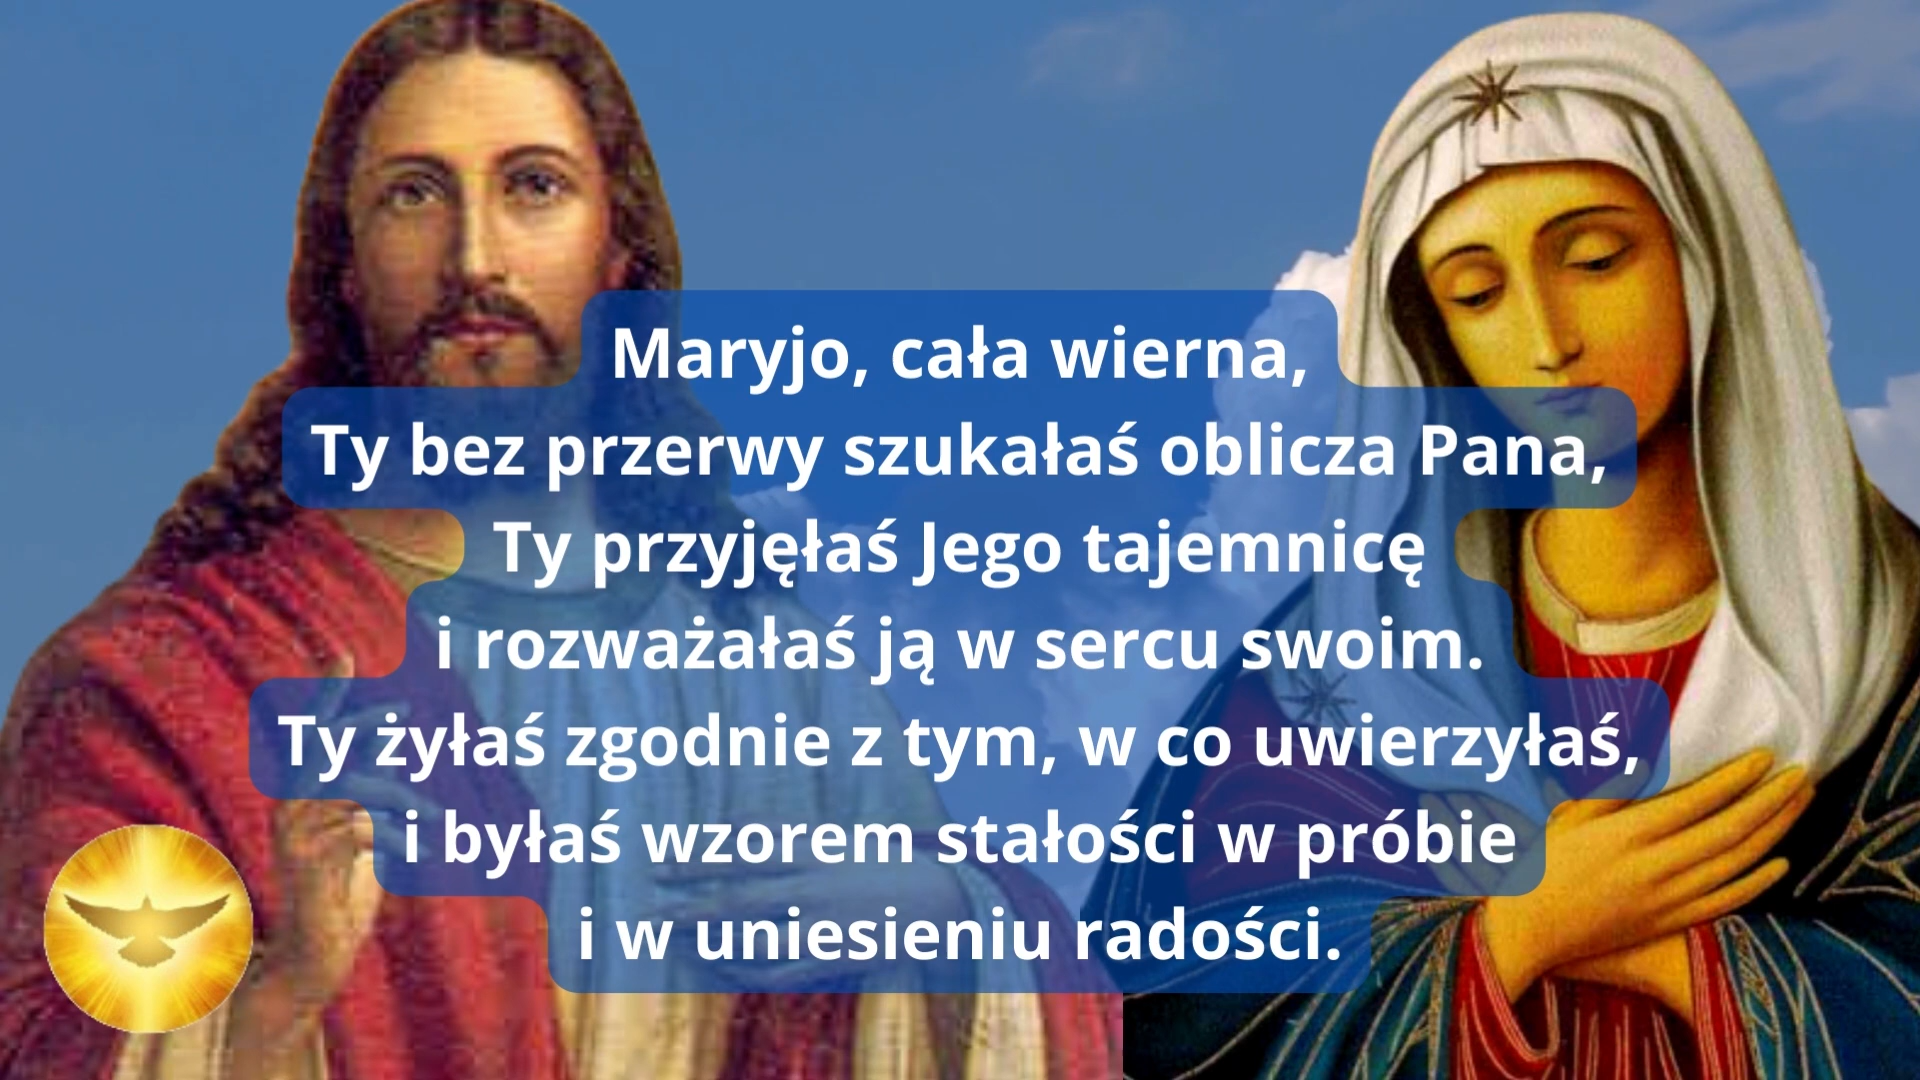 Maryjo, cała wierna,
Ty bez przerwy szukałaś oblicza Pana,
Ty przyjęłaś Jego tajemnicę
i rozważałaś ją w sercu swoim.
Ty żyłaś zgodnie z tym, w co uwierzyłaś,
i byłaś wzorem stałości w próbie
i w uniesieniu radości.